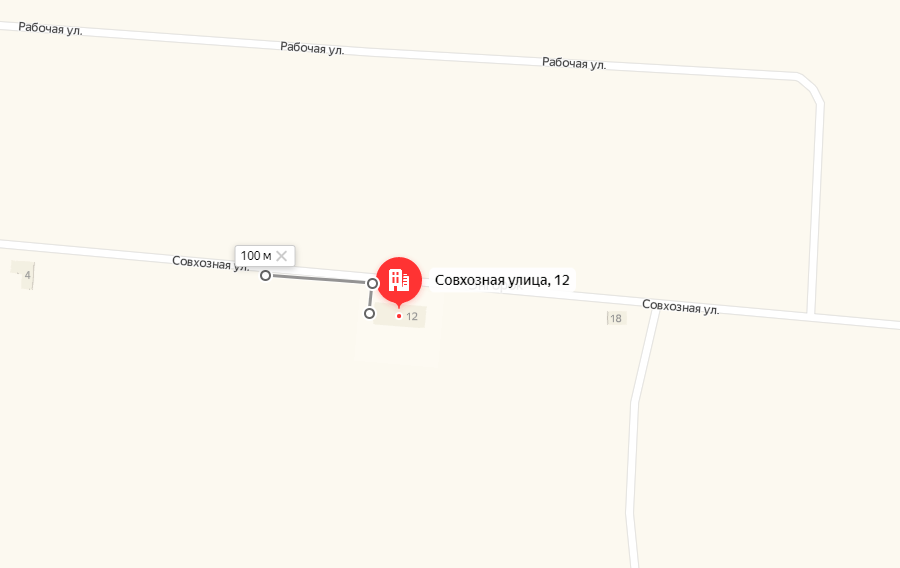 Рабочая ул.
Рабочая ул.
Рабочая ул.
100 м
Совхозная ул.
4
Совхозная улица, 12
Совхозная ул.
12
18